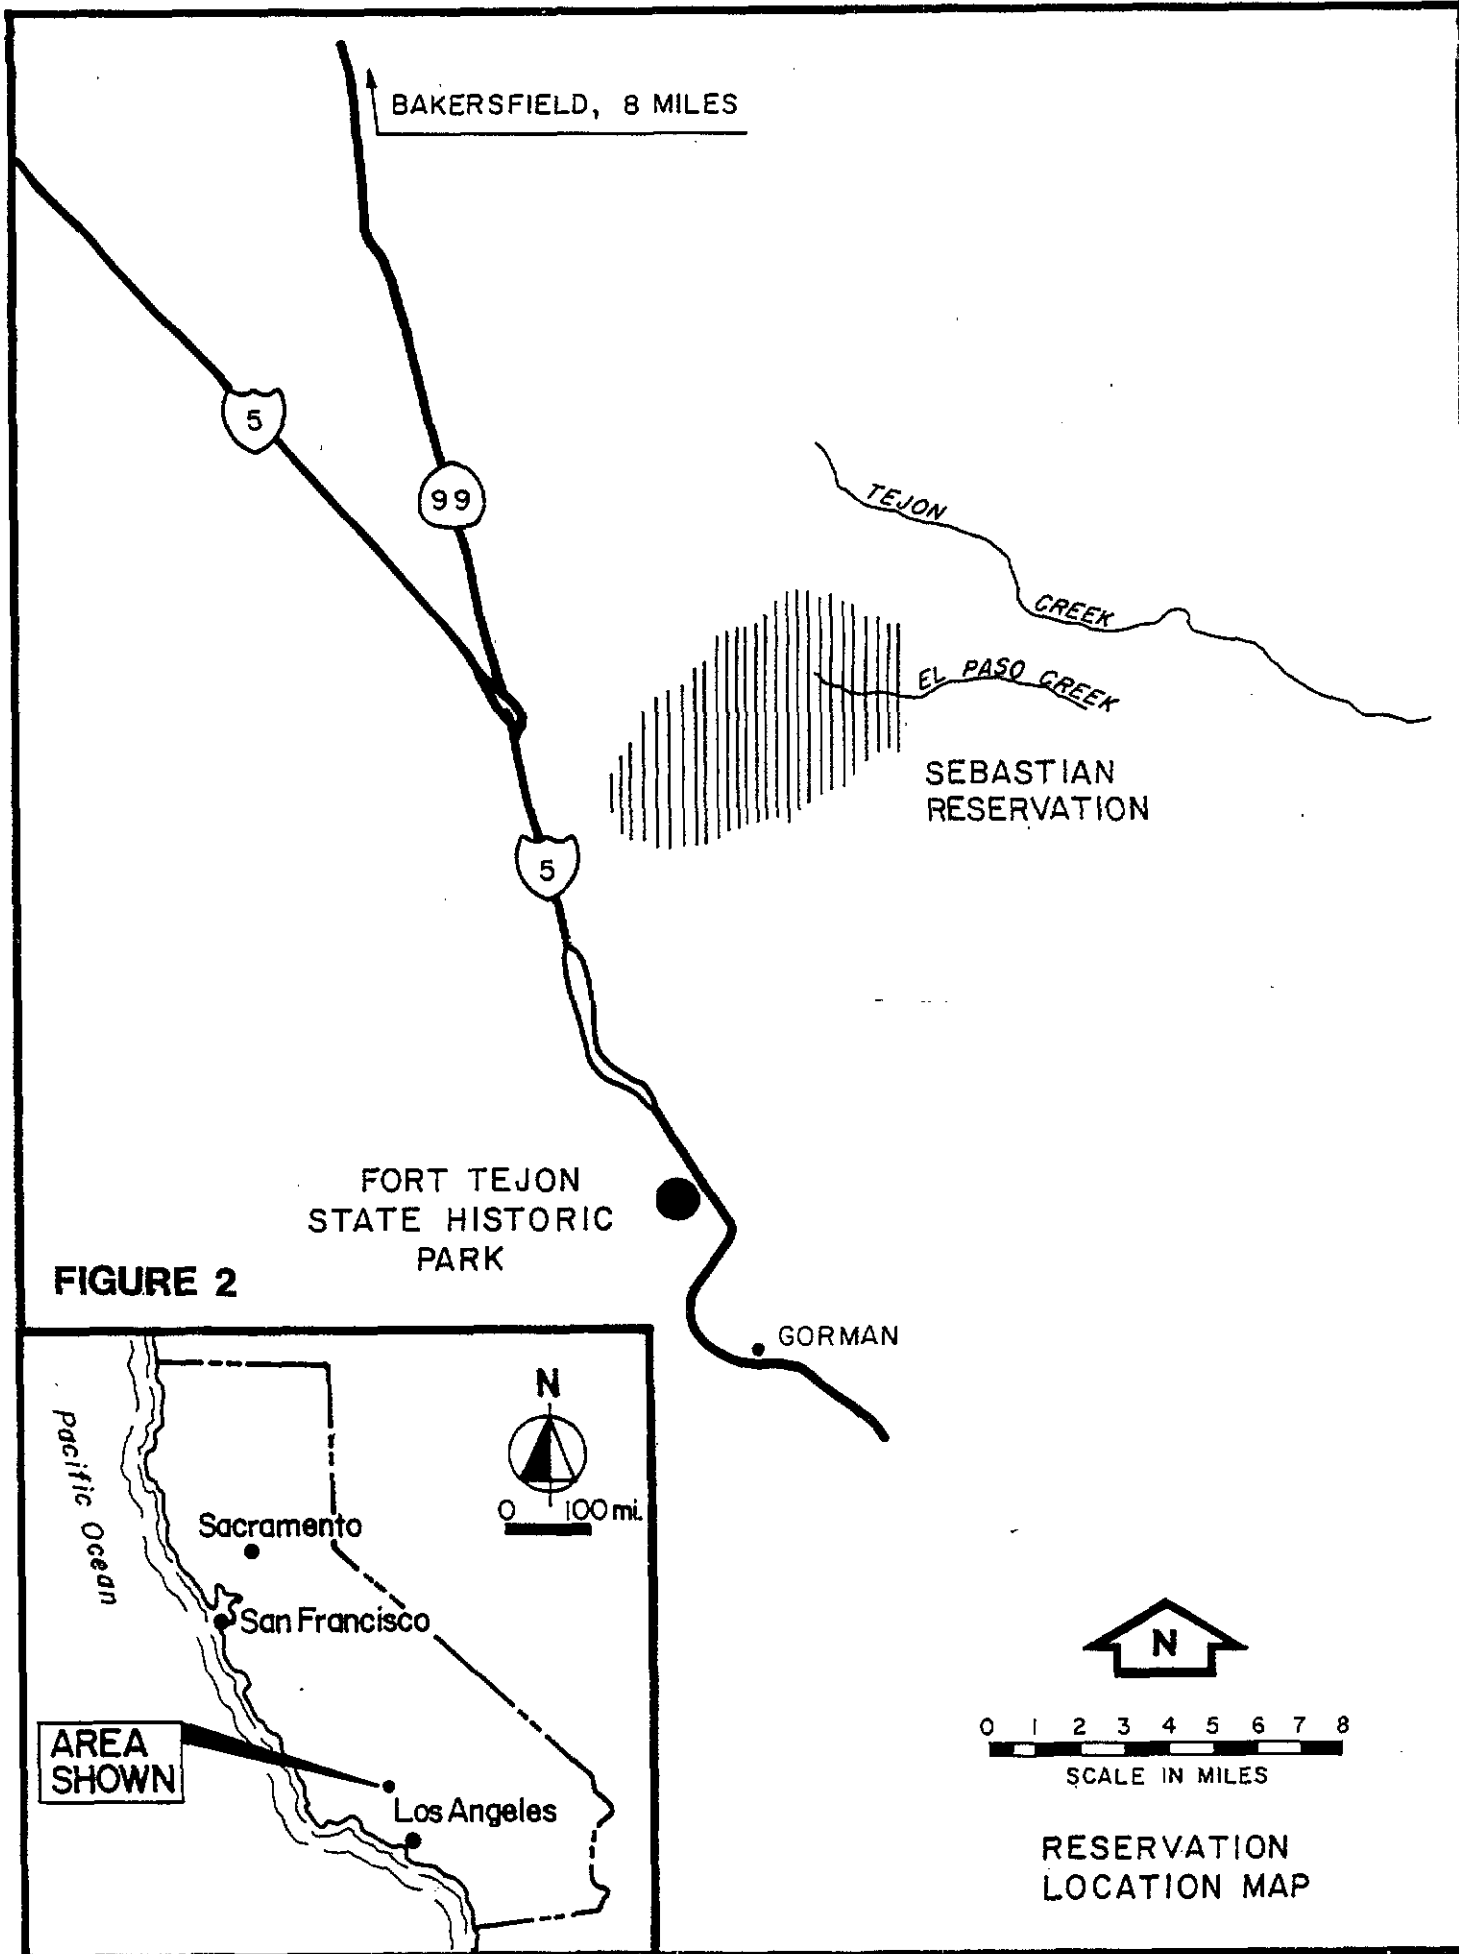 BAKERSFIELD, 8 MILES
5
99
TEJON
CREEK
EL PASO CREEK
SEBASTIAN
RESERVATION
5
FORT TEJON
STATE HISTORIC
PARK
FIGURE 2
GORMAN
N
0 100 mi.
Pacific Ocean
Sacramento
San Francisco
AREA
SHOWN
Los Angeles
N
0 1 2 3 4 5 6 7 8
SCALE IN MILES
RESERVATION
LOCATION MAP